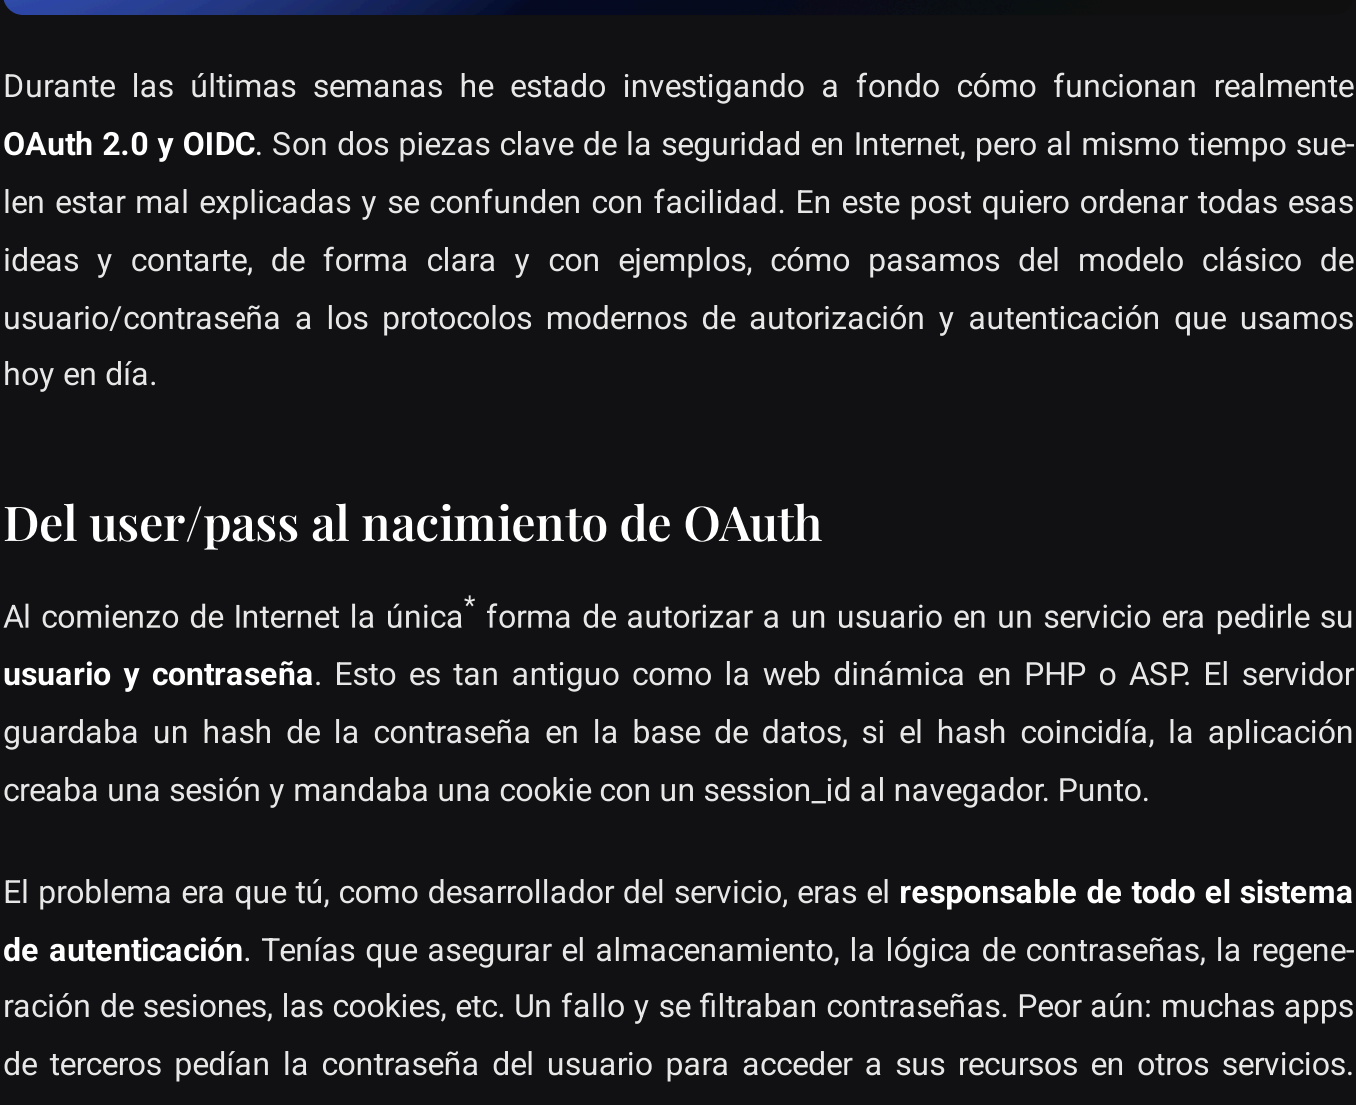 Durante las últimas semanas he estado investigando a fondo cómo funcionan realmente
OAuth 2.0 y OIDC. Son dos piezas clave de la seguridad en Internet, pero al mismo tiempo sue-
len estar mal explicadas y se confunden con facilidad. En este post quiero ordenar todas esas
ideas y contarte, de forma clara y con ejemplos, cómo pasamos del modelo clásico de
usuario/contraseña a los protocolos modernos de autorización y autenticación que usamos
hoy en día.
Del user/pass al nacimiento de OAuth
Al comienzo de Internet la única* forma de autorizar a un usuario en un servicio era pedirle su
usuario y contraseña. Esto es tan antiguo como la web dinámica en PHP o ASP. El servidor
guardaba un hash de la contraseña en la base de datos, si el hash coincidía, la aplicación
creaba una sesión y mandaba una cookie con un session_id al navegador. Punto.
El problema era que tú, como desarrollador del servicio, eras el responsable de todo el sistema
de autenticación. Tenías que asegurar el almacenamiento, la lógica de contraseñas, la regene-
ración de sesiones, las cookies, etc. Un fallo y se filtraban contraseñas. Peor aún: muchas apps
de terceros pedían la contraseña del usuario para acceder a sus recursos en otros servicios.